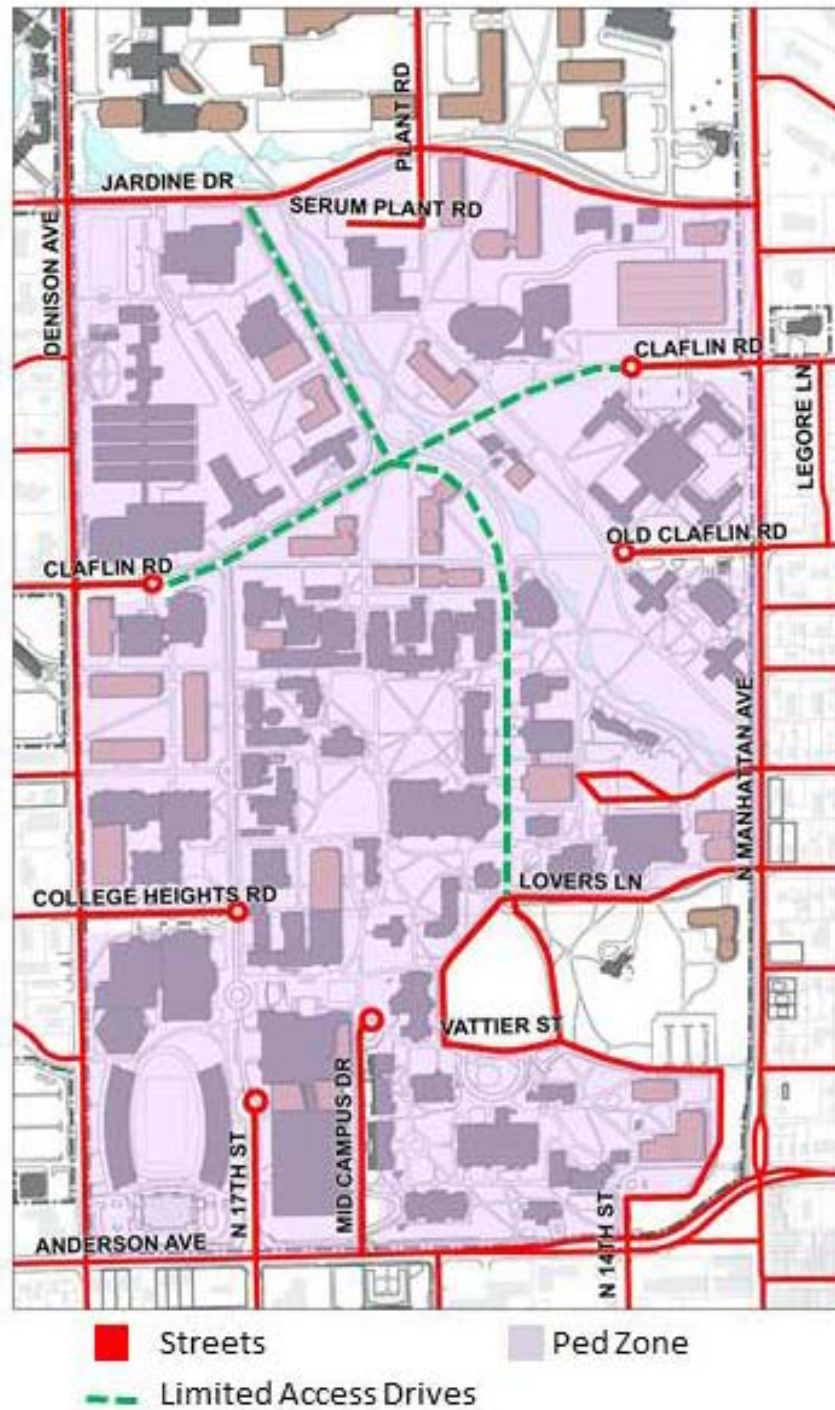 PLANT RD
JARDINE DR
SERUM PLANT RD
DENISON AVE
CLAFLIN RD
LEGORE LN
OLD CLAFLIN RD
CLAFLIN RD
N MANHATTAN AVE
COLLEGE HEIGHTS RD
LOVERS LN
VATTIER ST
MID CAMPUS DR
N 17TH ST
N 14TH ST
ANDERSON AVE
Streets
Ped Zone
Limited Access Drives